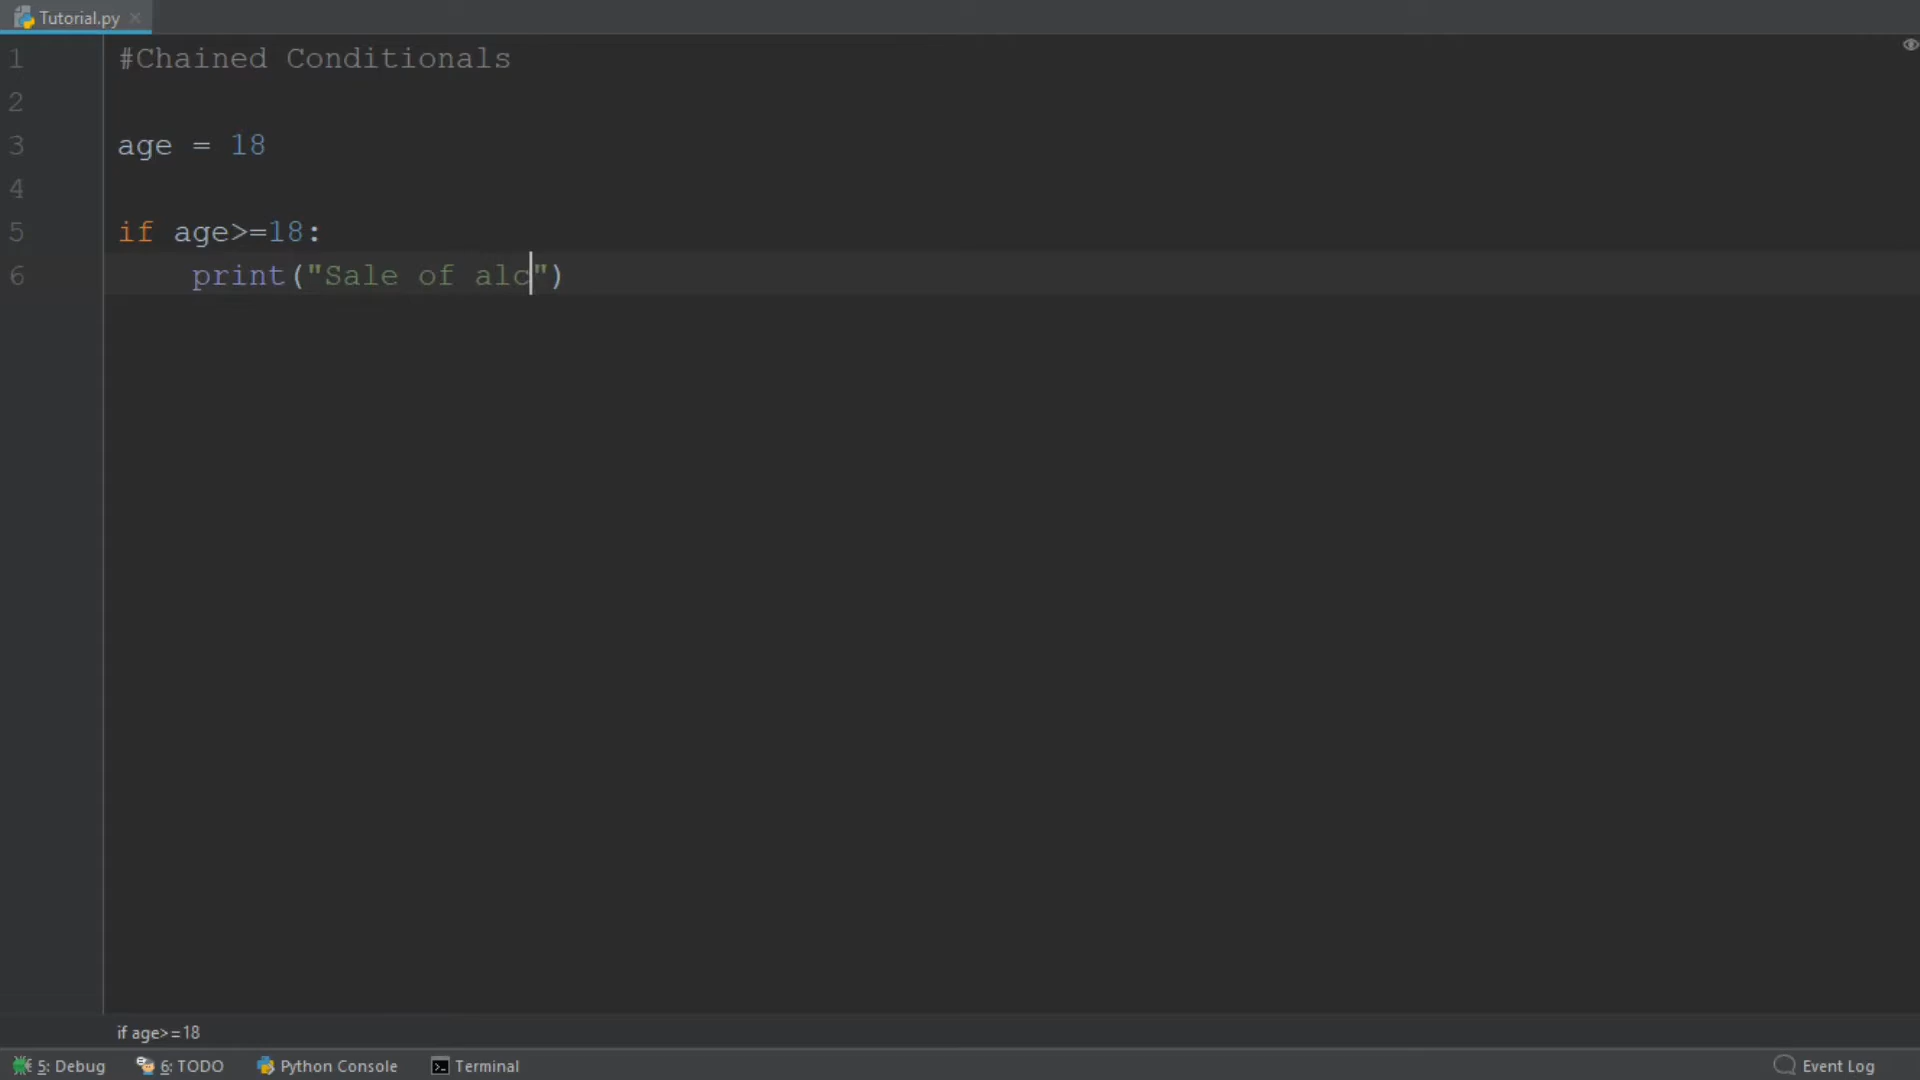 Tutorial.py
1 #Chained Conditionals
2
3 age = 18
4
5 if age>=18:
6 print("Sale of alc")
if age>=18
5: Debug 6: TODO Python Console Terminal Event Log